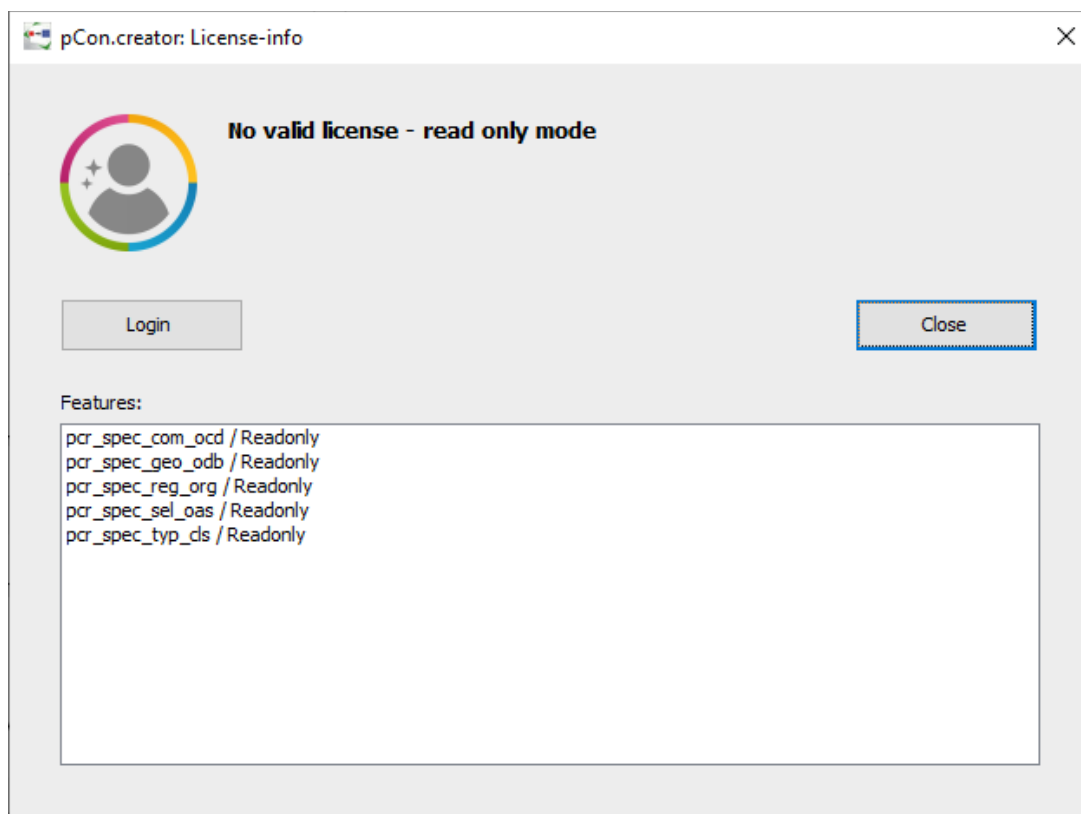 pCon.creator: License-info
No valid license - read only mode
Login
Close
Features:
pcr_spec_com_ocd / Readonly
pcr_spec_geo_odb / Readonly
pcr_spec_reg_org / Readonly
pcr_spec_sel_oas / Readonly
pcr_spec_typ_cls / Readonly